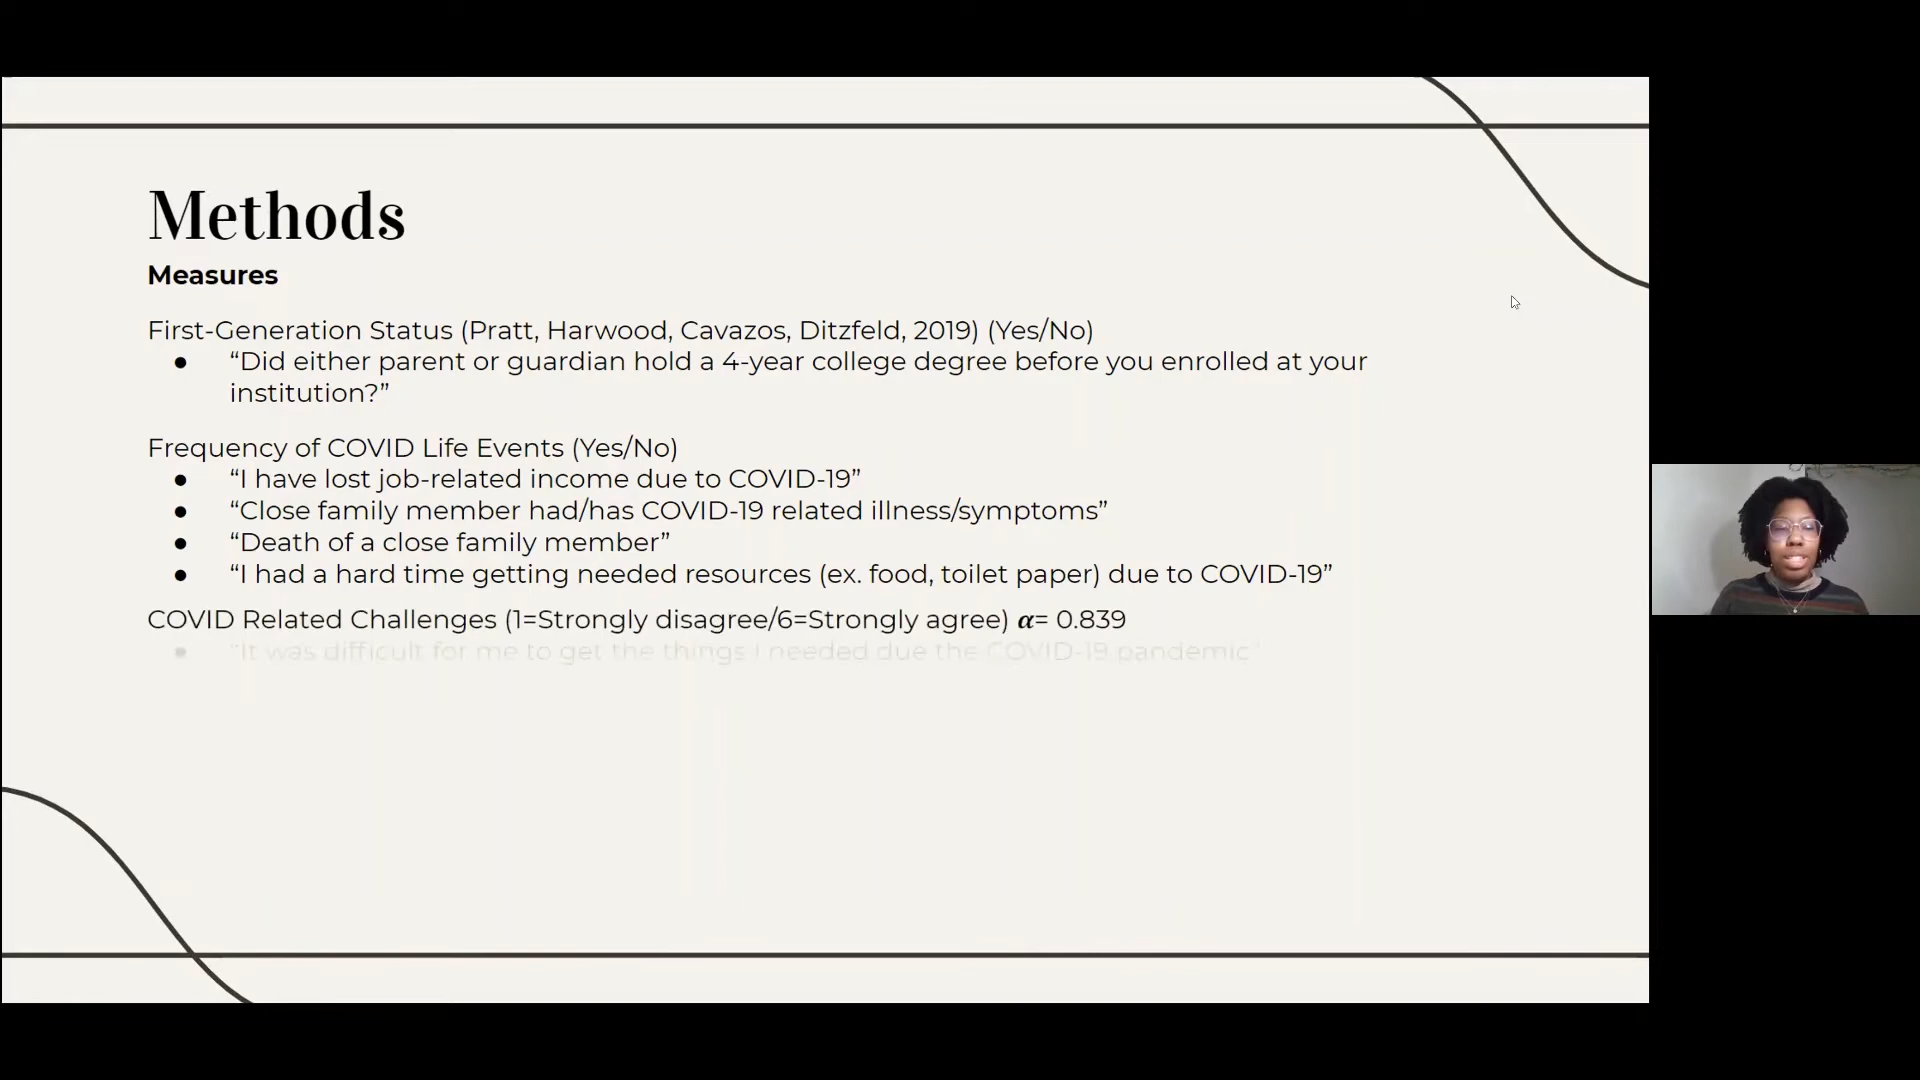 Methods
Measures
First-Generation Status (Pratt, Harwood, Cavazos, Ditzfeld, 2019) (Yes/No)
● “Did either parent or guardian hold a 4-year college degree before you enrolled at your
institution?”
Frequency of COVID Life Events (Yes/No)
● “I have lost job-related income due to COVID-19”
● “Close family member had/has COVID-19 related illness/symptoms”
● “Death of a close family member”
● “I had a hard time getting needed resources (ex. food, toilet paper) due to COVID-19”
COVID Related Challenges (1=Strongly disagree/6=Strongly agree) α= 0.839
● “It was difficult for me to get the things I needed due the COVID-19 pandemic”